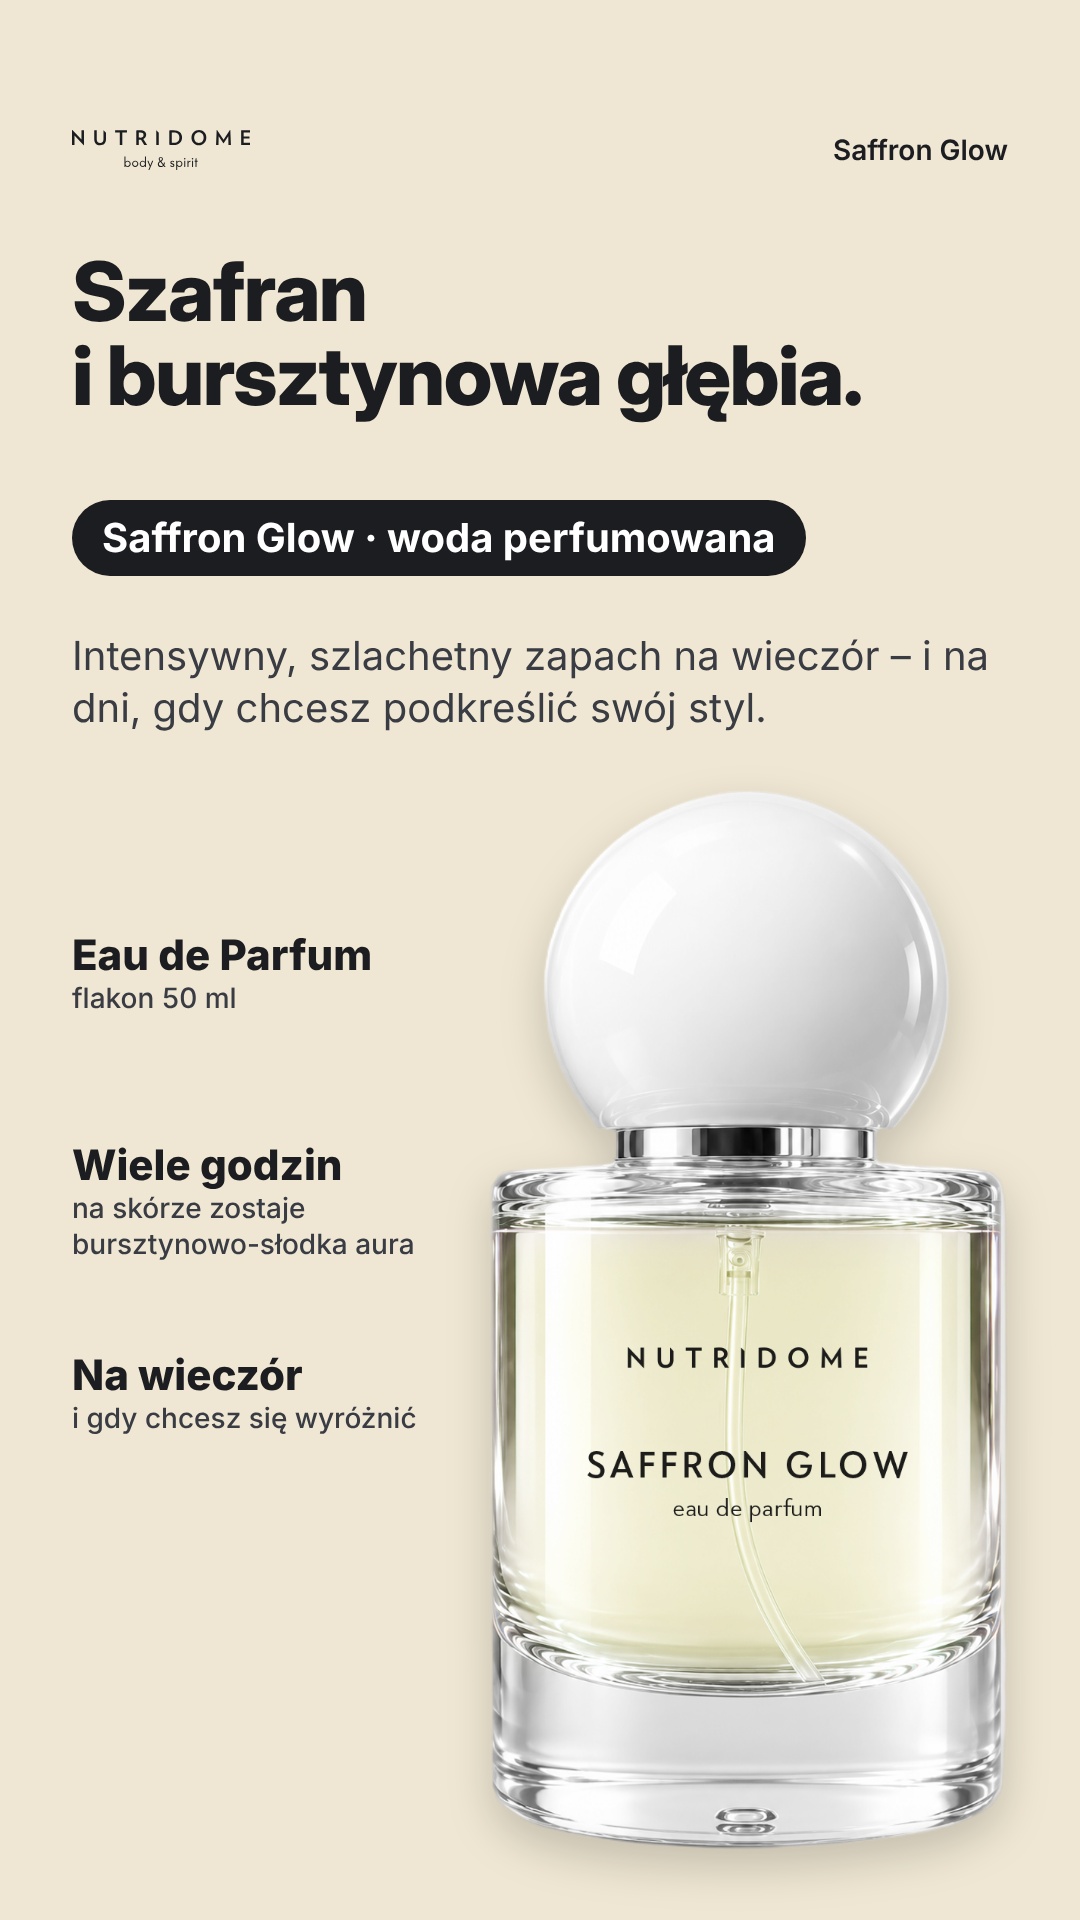 NUTRIDOME
body & spirit
Saffron Glow
Szafran
i bursztynowa głębia.
Saffron Glow · woda perfumowana
Intensywny, szlachetny zapach na wieczór – i na
dni, gdy chcesz podkreślić swój styl.
Eau de Parfum
flakon 50 ml
Wiele godzin
na skórze zostaje
bursztynowo-słodka aura
Na wieczór
i gdy chcesz się wyróżnić
NUTRIDOME
SAFFRON GLOW
eau de parfum